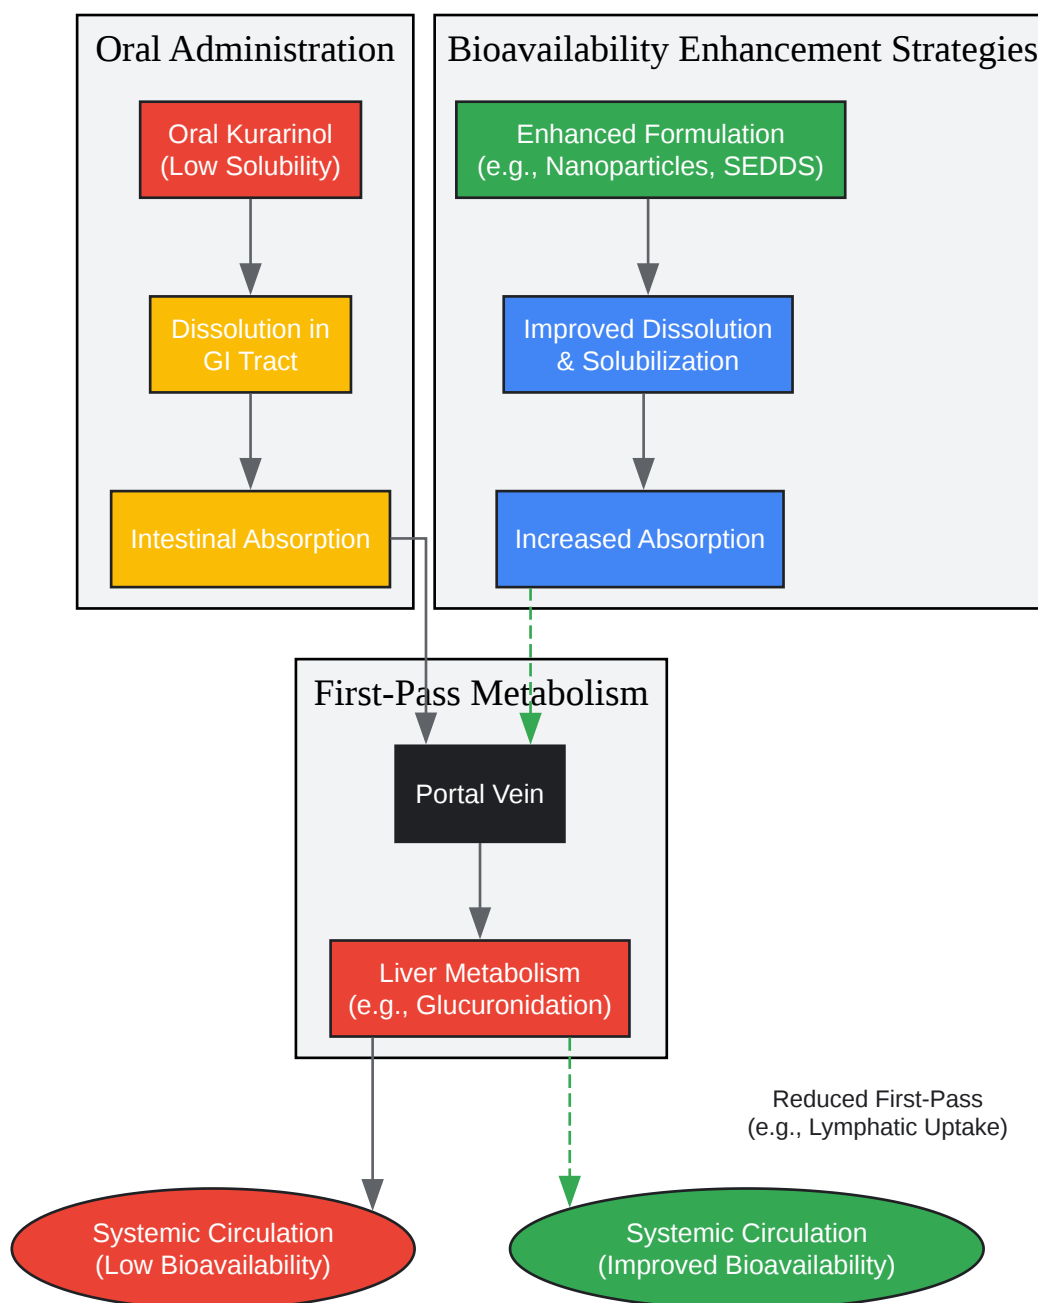 Oral Administration
Oral Kurarinol
(Low Solubility)
Dissolution in
GI Tract
Intestinal Absorption
Bioavailability Enhancement Strategies
Enhanced Formulation
(e.g., Nanoparticles, SEDDS)
Improved Dissolution
& Solubilization
Increased Absorption
First-Pass Metabolism
Portal Vein
Liver Metabolism
(e.g., Glucuronidation)
Reduced First-Pass
(e.g., Lymphatic Uptake)
Systemic Circulation
(Low Bioavailability)
Systemic Circulation
(Improved Bioavailability)